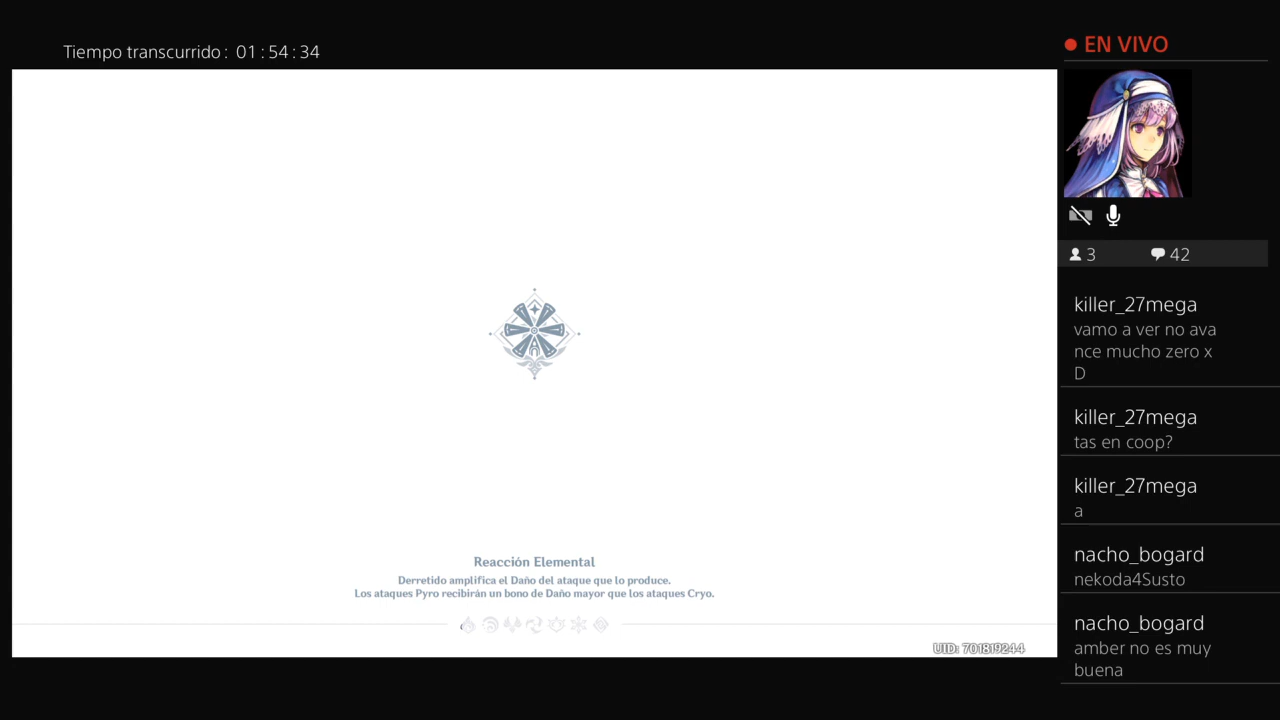 Tiempo transcurrido : 01 : 54 : 34
EN VIVO
3 42
killer_27mega
vamo a ver no ava
nce mucho zero x
D
killer_27mega
tas en coop?
killer_27mega
a
nacho_bogard
nekoda4Susto
nacho_bogard
amber no es muy
buena
Reacción Elemental
Derretido amplifica el Daño del ataque que lo produce.
Los ataques Pyro recibirán un bono de Daño mayor que los ataques Cryo.
UID: 701819244